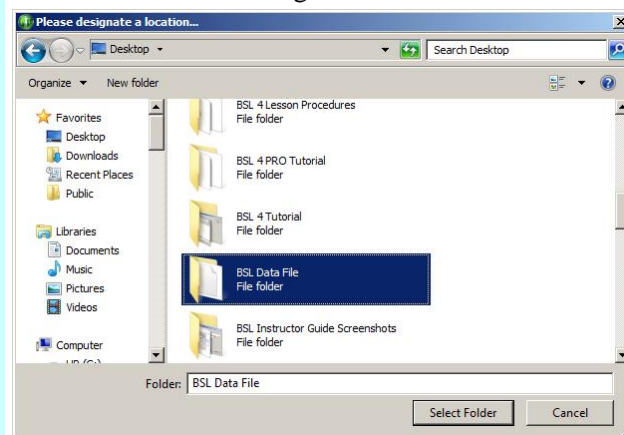 Please designate a location...
Desktop
Search Desktop
Organize
New folder
Favorites
Desktop
Downloads
Recent Places
Public
Libraries
Documents
Music
Pictures
Videos
Computer
BSL 4 Lesson Procedures
File folder
BSL 4 PRO Tutorial
File folder
BSL 4 Tutorial
File folder
BSL Data File
File folder
BSL Instructor Guide Screenshots
File folder
Folder: BSL Data File
Select Folder
Cancel